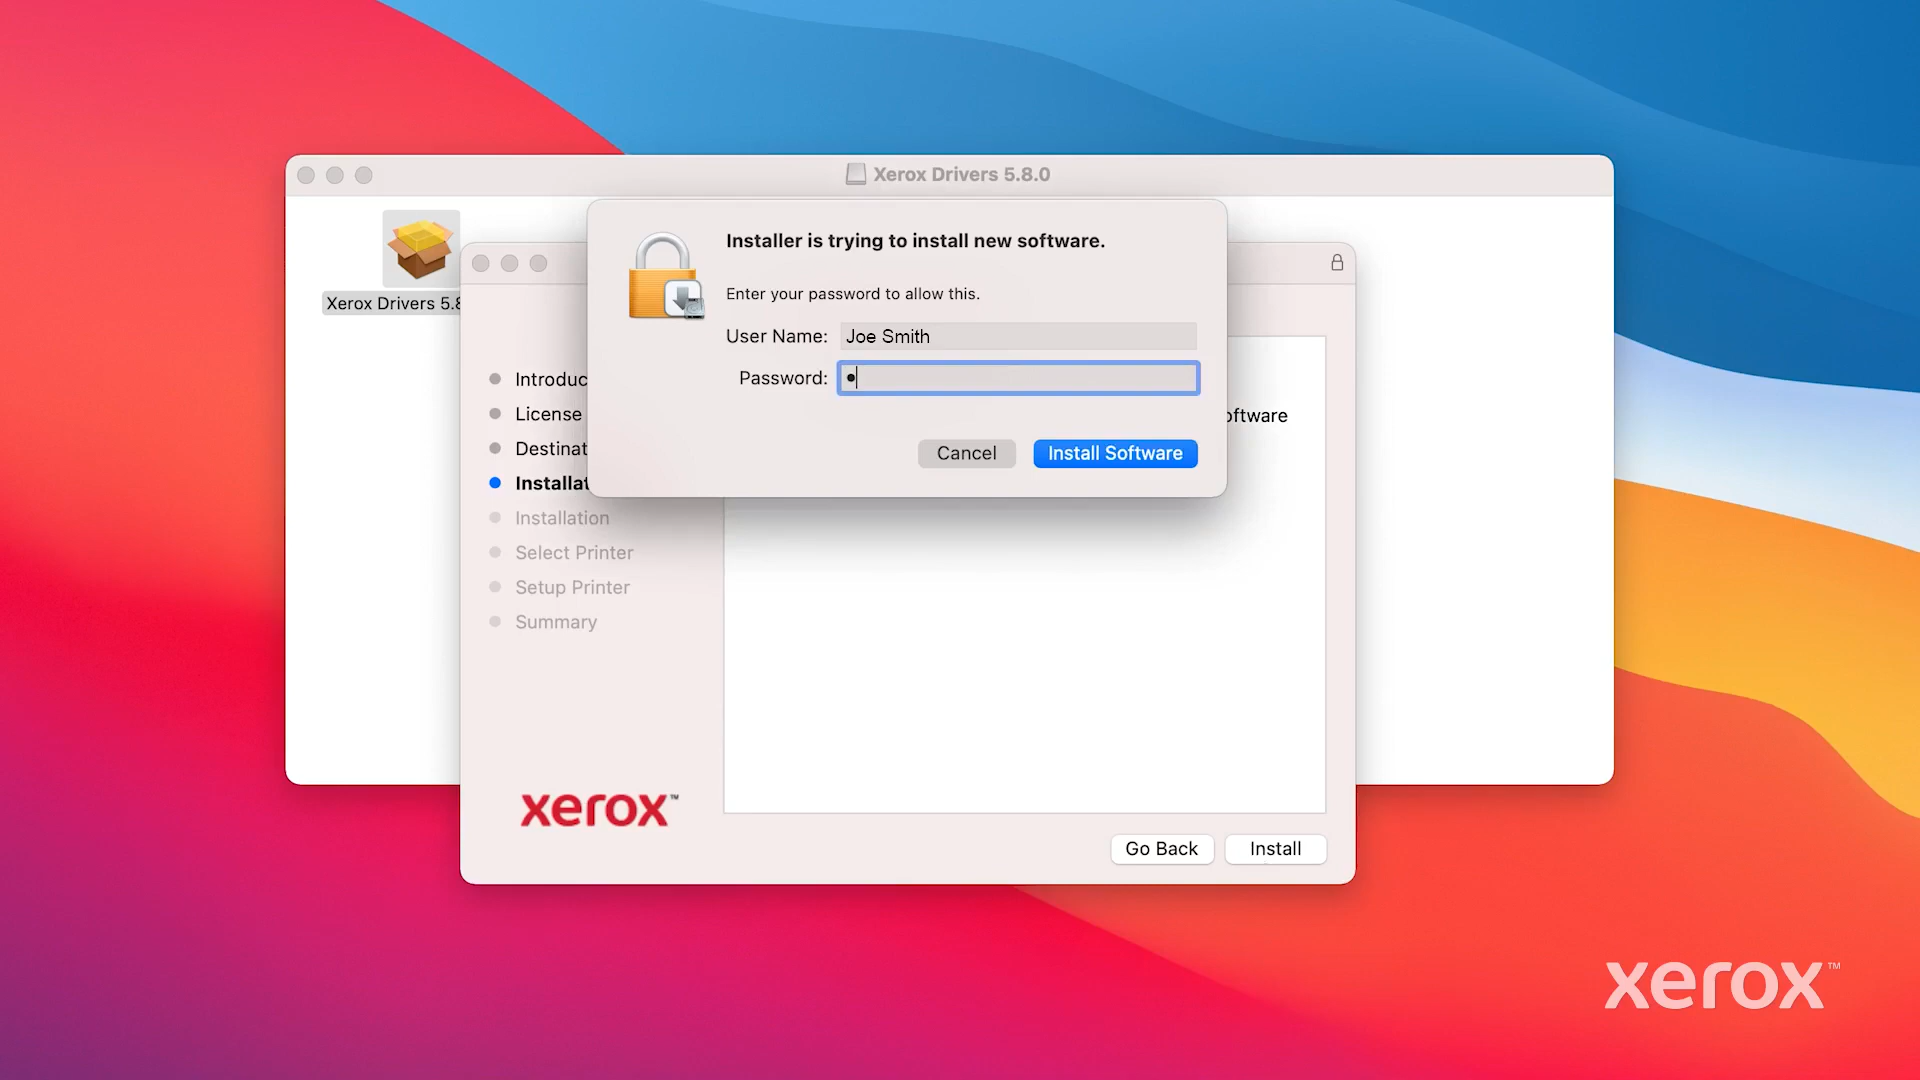 Xerox Drivers 5.8.0
Installer is trying to install new software.
Enter your password to allow this.
User Name: Joe Smith
Password: •
Cancel
Install Software
Xerox Drivers 5.8
Introduc
License
Destinat
Installat
Installation
Select Printer
Setup Printer
Summary
oftware
xerox™
Go Back
Install
xerox™